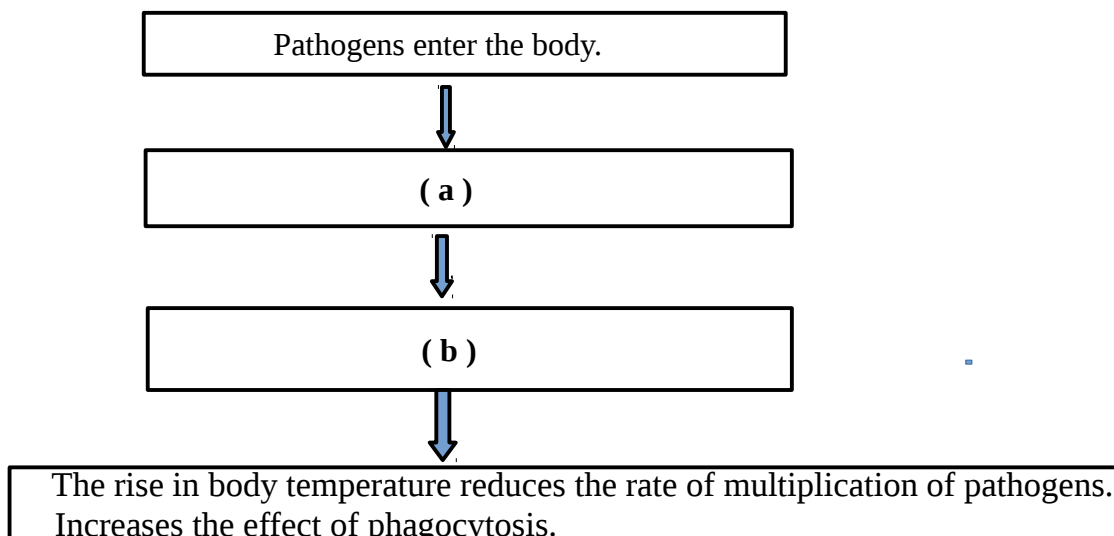 Pathogens enter the body.
( a )
( b )
The rise in body temperature reduces the rate of multiplication of pathogens.
Increases the effect of phagocytosis.